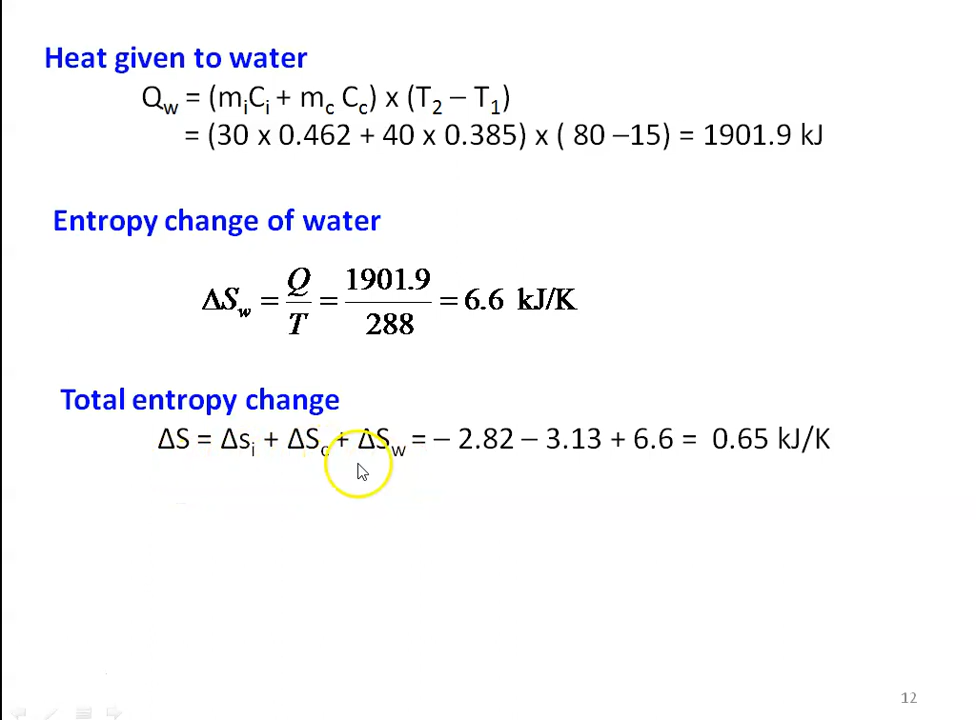 Heat given to water
Qw = (miCi + mc Cc) x (T2 – T1)
= (30 x 0.462 + 40 x 0.385) x ( 80 –15) = 1901.9 kJ
Entropy change of water
ΔSw = Q/T = 1901.9/288 = 6.6 kJ/K
Total entropy change
ΔS = Δsi + ΔSc + ΔSw = – 2.82 – 3.13 + 6.6 = 0.65 kJ/K
12